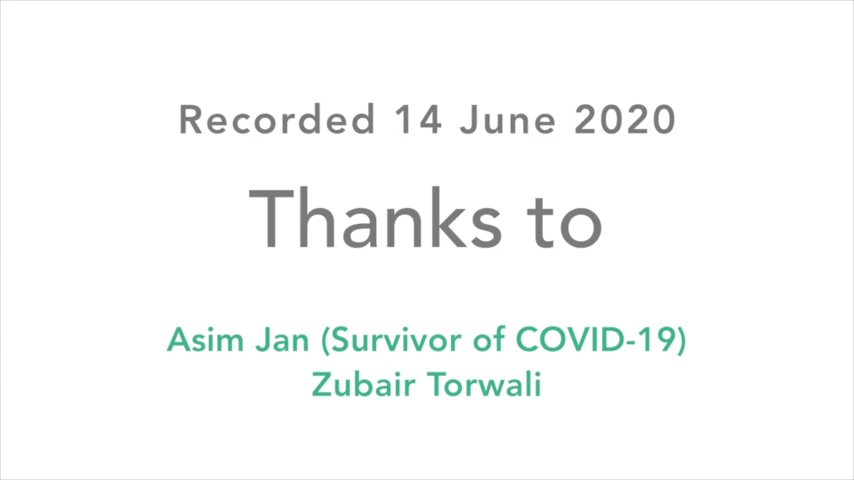 Recorded 14 June 2020
Thanks to
Asim Jan (Survivor of COVID-19)
Zubair Torwali